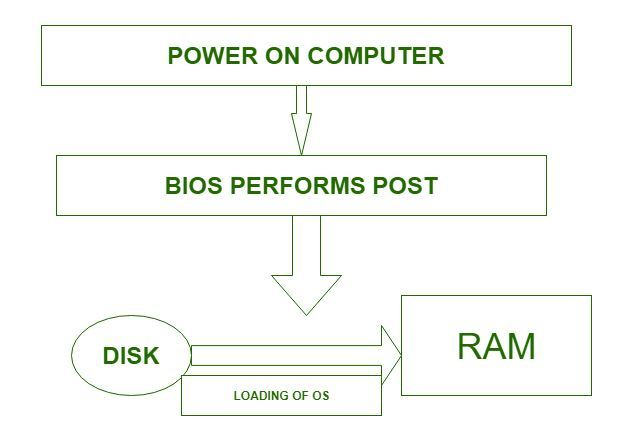 POWER ON COMPUTER
BIOS PERFORMS POST
DISK
RAM
LOADING OF OS